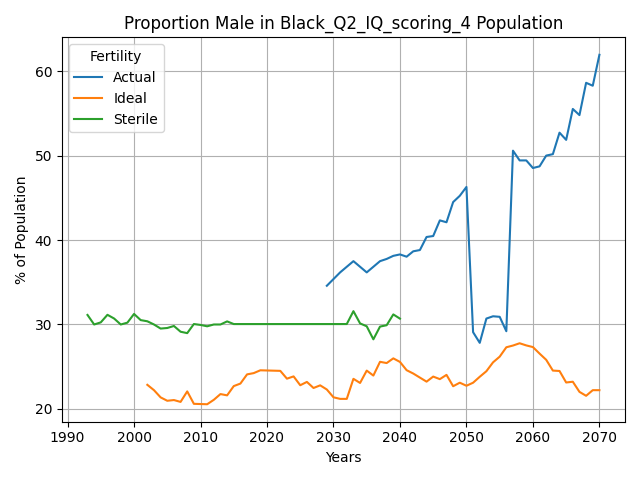 Proportion Male in Black_Q2_IQ_scoring_4 Population
Fertility
Actual
Ideal
Sterile
% of Population
60
50
40
30
20
1990 2000 2010 2020 2030 2040 2050 2060 2070
Years